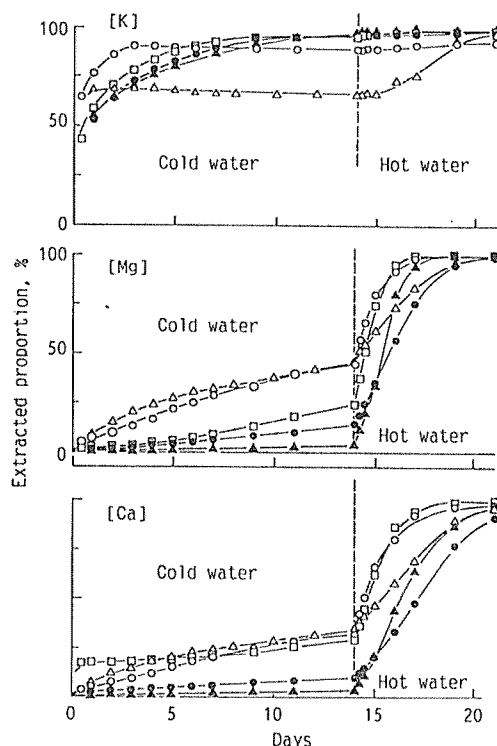 [K]
100
50
0
Cold water
Hot water
[Mg]
100
50
0
Cold water
Hot water
Extracted proportion, %
[Ca]
Cold water
Hot water
0
5
10
15
20
Days